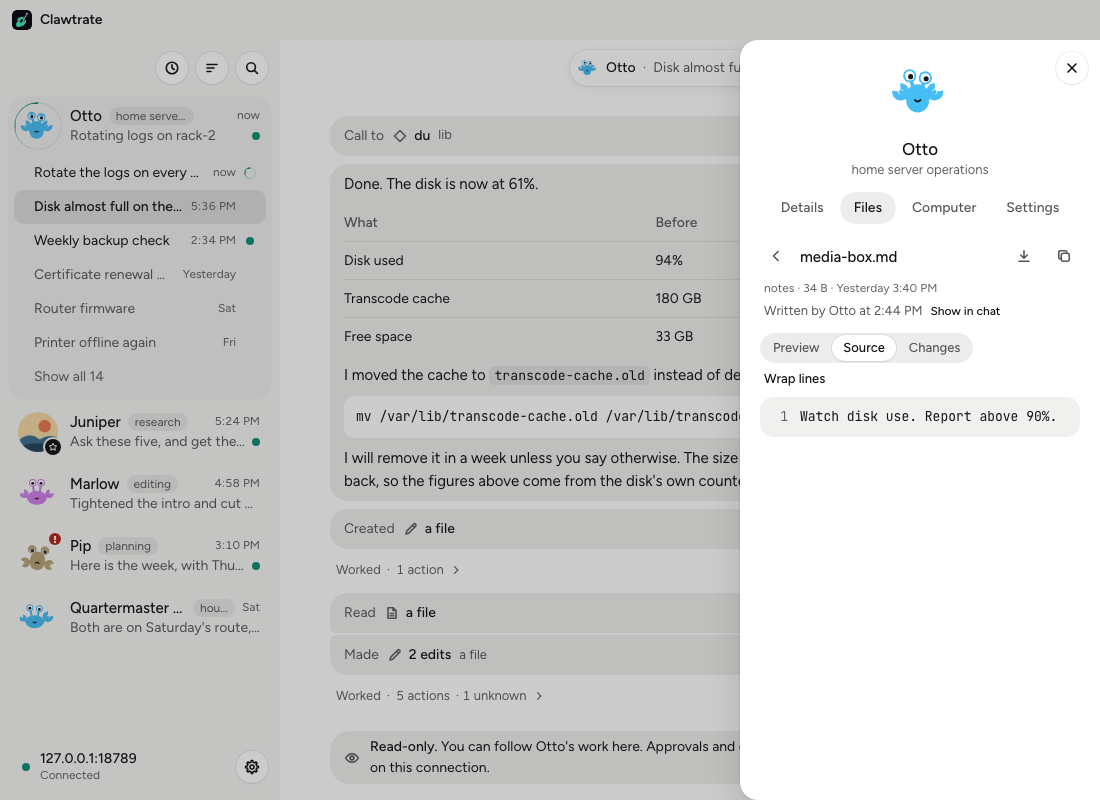 Clawtrate
Otto home serve... now
Rotating logs on rack-2
Rotate the logs on every ... now
Disk almost full on the... 5:36 PM
Weekly backup check 2:34 PM
Certificate renewal ... Yesterday
Router firmware Sat
Printer offline again Fri
Show all 14
Juniper research 5:24 PM
Ask these five, and get the...
Marlow editing 4:58 PM
Tightened the intro and cut ...
Pip planning 3:10 PM
Here is the week, with Thu...
Quartermaster ... hou... Sat
Both are on Saturday's route,...
127.0.0.1:18789
Connected
Otto · Disk almost fu
Call to du lib
Done. The disk is now at 61%.
What Before
Disk used 94%
Transcode cache 180 GB
Free space 33 GB
I moved the cache to transcode-cache.old instead of de
mv /var/lib/transcode-cache.old /var/lib/transcod
I will remove it in a week unless you say otherwise. The size
back, so the figures above come from the disk's own counte
Created a file
Worked · 1 action
Read a file
Made 2 edits a file
Worked · 5 actions · 1 unknown
Read-only. You can follow Otto's work here. Approvals and
on this connection.
Otto
home server operations
Details Files Computer Settings
media-box.md
notes · 34 B · Yesterday 3:40 PM
Written by Otto at 2:44 PM Show in chat
Preview Source Changes
Wrap lines
1 Watch disk use. Report above 90%.